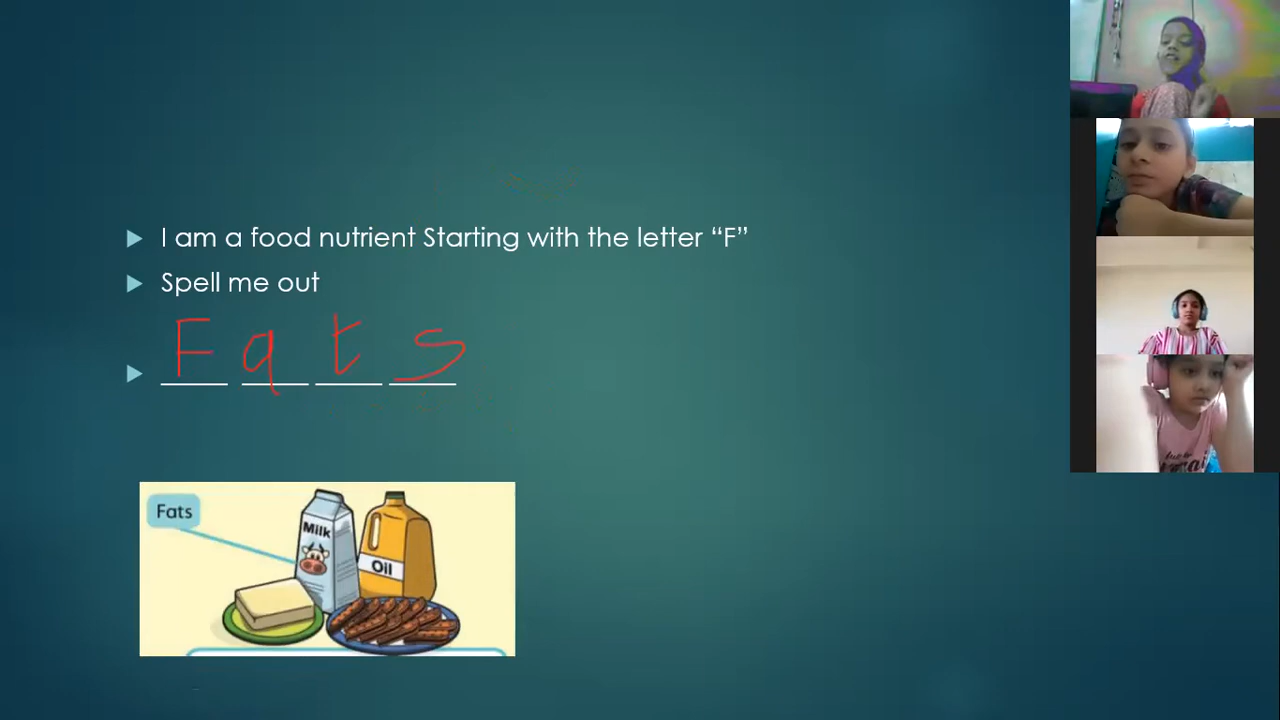 I am a food nutrient Starting with the letter “F”
Spell me out
Fats
Fats
Milk
Oil